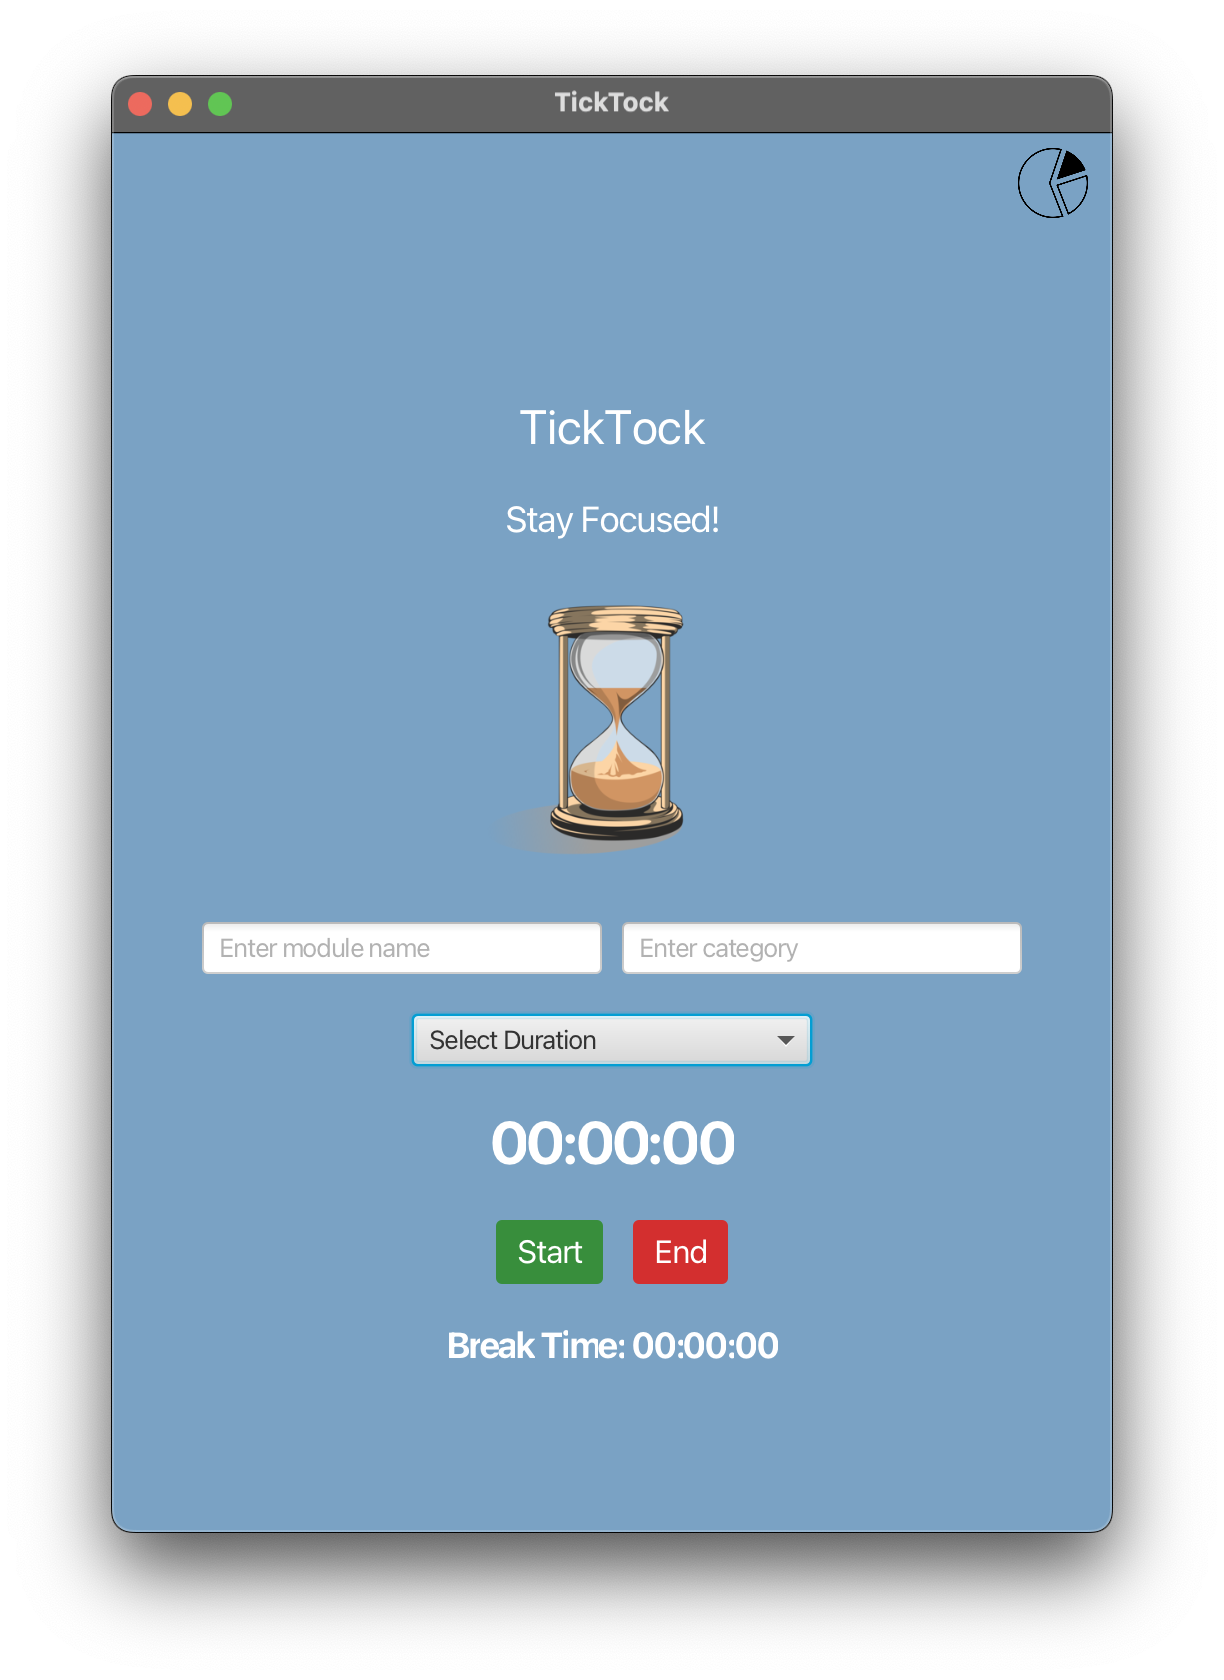 TickTock
TickTock
Stay Focused!
Enter module name
Enter category
Select Duration
00:00:00
Start
End
Break Time: 00:00:00